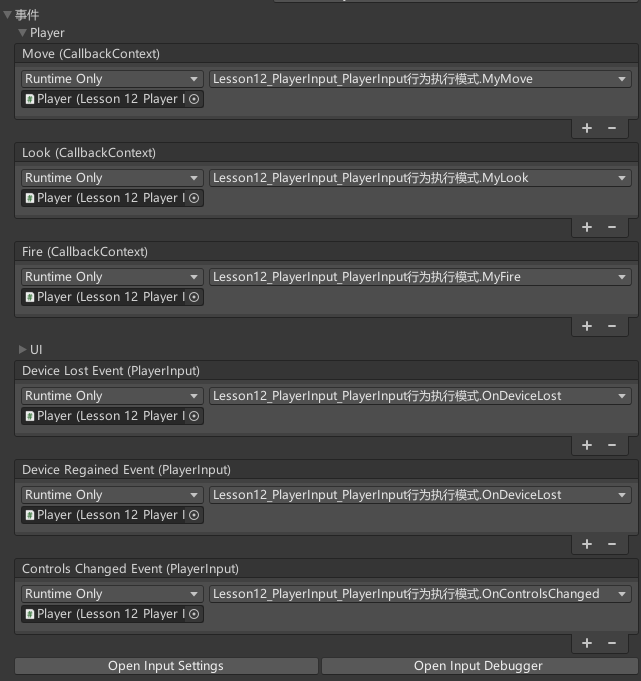 事件
Player
Move (CallbackContext)
Runtime Only
Lesson12_PlayerInput_PlayerInput行为执行模式.MyMove
Player (Lesson 12 Player I
Look (CallbackContext)
Runtime Only
Lesson12_PlayerInput_PlayerInput行为执行模式.MyLook
Player (Lesson 12 Player I
Fire (CallbackContext)
Runtime Only
Lesson12_PlayerInput_PlayerInput行为执行模式.MyFire
Player (Lesson 12 Player I
UI
Device Lost Event (PlayerInput)
Runtime Only
Lesson12_PlayerInput_PlayerInput行为执行模式.OnDeviceLost
Player (Lesson 12 Player I
Device Regained Event (PlayerInput)
Runtime Only
Lesson12_PlayerInput_PlayerInput行为执行模式.OnDeviceLost
Player (Lesson 12 Player I
Controls Changed Event (PlayerInput)
Runtime Only
Lesson12_PlayerInput_PlayerInput行为执行模式.OnControlsChanged
Player (Lesson 12 Player I
Open Input Settings
Open Input Debugger